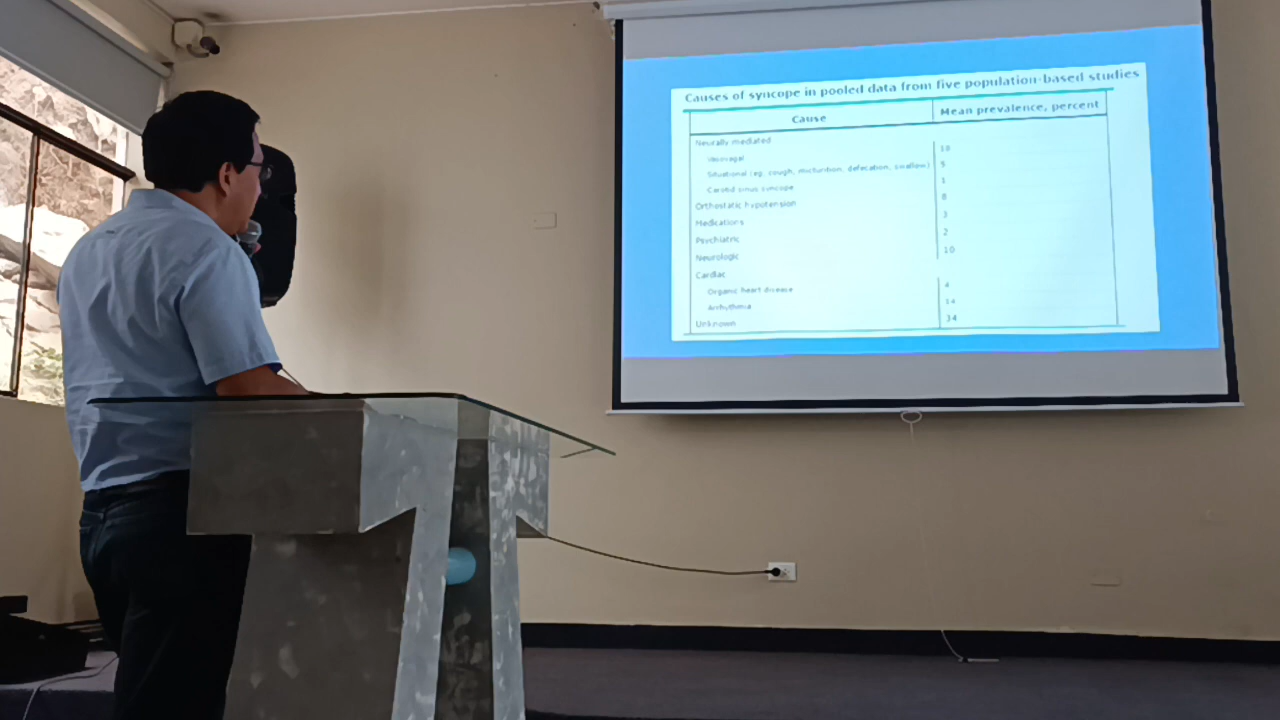 Causes of syncope in pooled data from five population-based studies
Cause Mean prevalence, percent
Neurally mediated
Vasovagal 18
Situational (eg, cough, micturition, defecation, swallow) 5
Carotid sinus syncope 1
Orthostatic hypotension 8
Medications 3
Psychiatric 2
Neurologic 10
Cardiac
Organic heart disease 4
Arrhythmia 14
Unknown 34